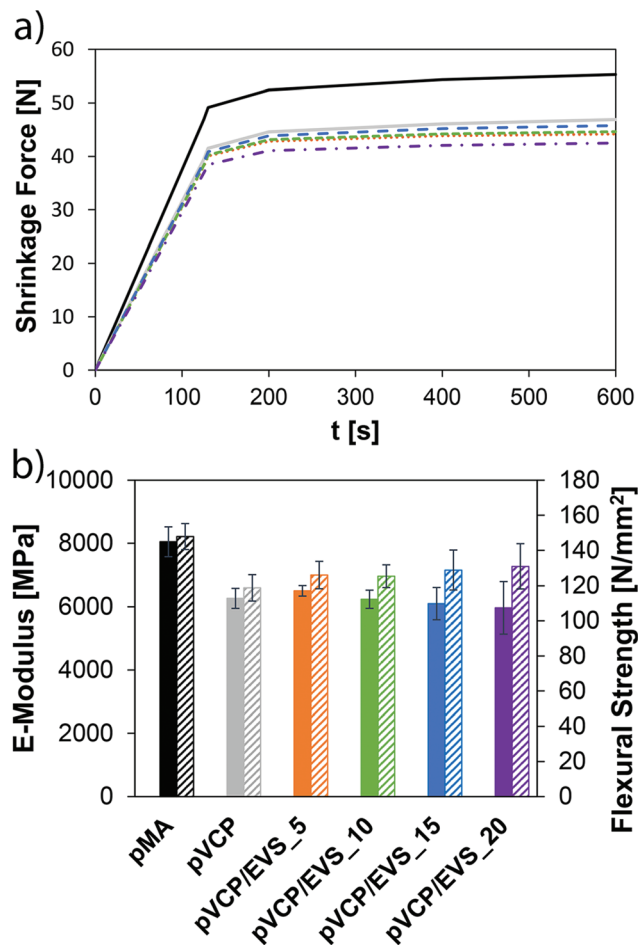 a)
Shrinkage Force [N]
60
50
40
30
20
10
0
0 100 200 300 400 500 600
t [s]
b)
E-Modulus [MPa]
10000
8000
6000
4000
2000
0
180
160
140
120
100
80
60
40
20
0
Flexural Strength [N/mm²]
pMA
pVCP
pVCP/EVS_5
pVCP/EVS_10
pVCP/EVS_15
pVCP/EVS_20